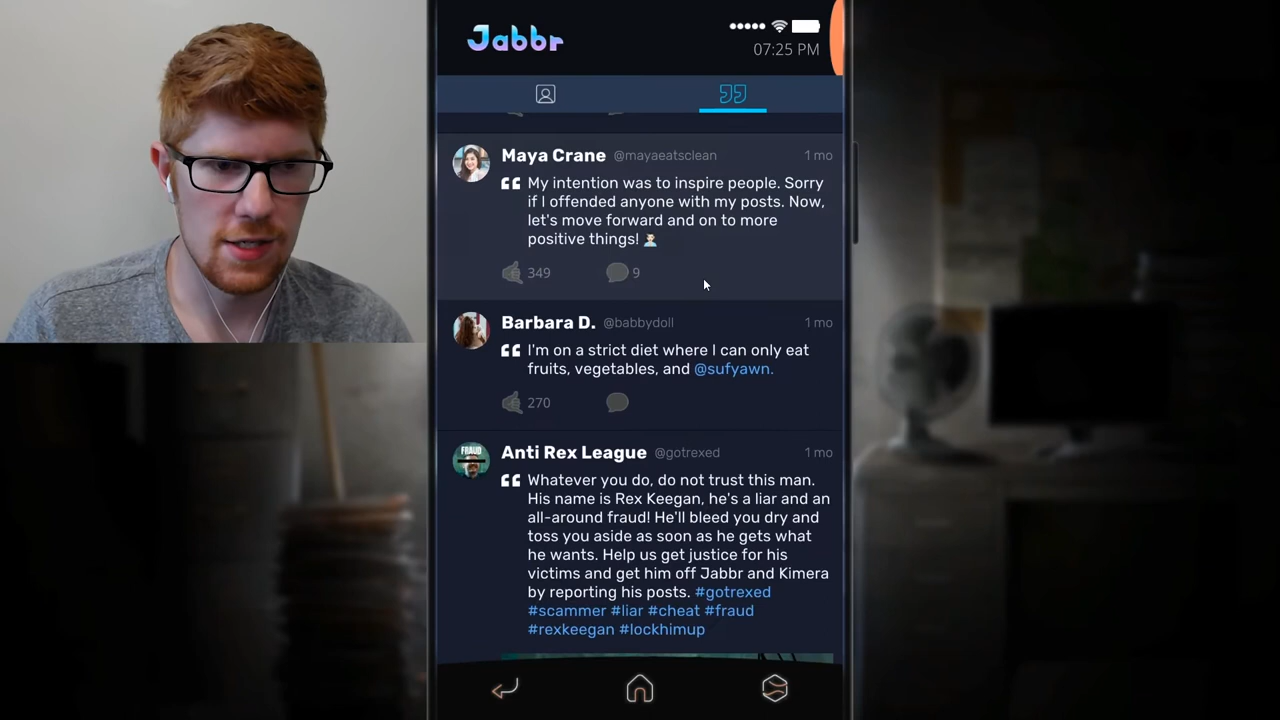 Jabbr
07:25 PM
Maya Crane @mayaeatsclean 1 mo
My intention was to inspire people. Sorry
if I offended anyone with my posts. Now,
let's move forward and on to more
positive things!
349 9
Barbara D. @babbydoll 1 mo
I'm on a strict diet where I can only eat
fruits, vegetables, and @sufyawn.
270
FRAUD
Anti Rex League @gotrexed 1 mo
Whatever you do, do not trust this man.
His name is Rex Keegan, he's a liar and an
all-around fraud! He'll bleed you dry and
toss you aside as soon as he gets what
he wants. Help us get justice for his
victims and get him off Jabbr and Kimera
by reporting his posts. #gotrexed
#scammer #liar #cheat #fraud
#rexkeegan #lockhimup